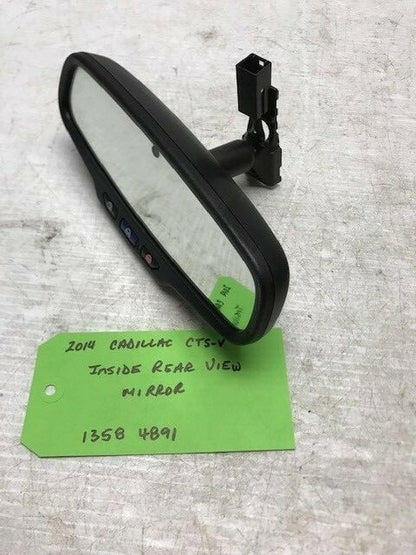 2014 CADILLAC CTS-V
INSIDE REAR VIEW
MIRROR
1358 4891